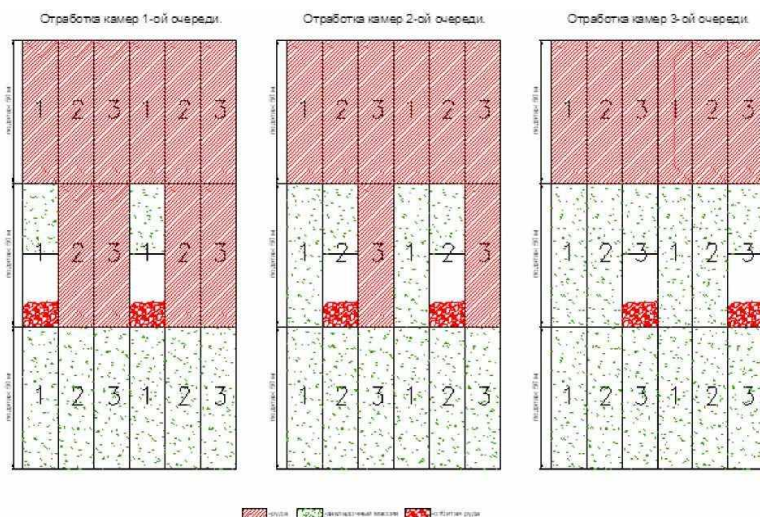 Отработка камер 1-ой очереди.
Отработка камер 2-ой очереди.
Отработка камер 3-ой очереди.
1 2 3 1 2 3
1 2 3 1 2 3
1 2 3 1 2 3
1 2 3 1 2 3
1 2 3 1 2 3
1 2 3 1 2 3
1 2 3 1 2 3
1 2 3 1 2 3
1 2 3 1 2 3
-руда
-закладочный массив
-отбитая руда